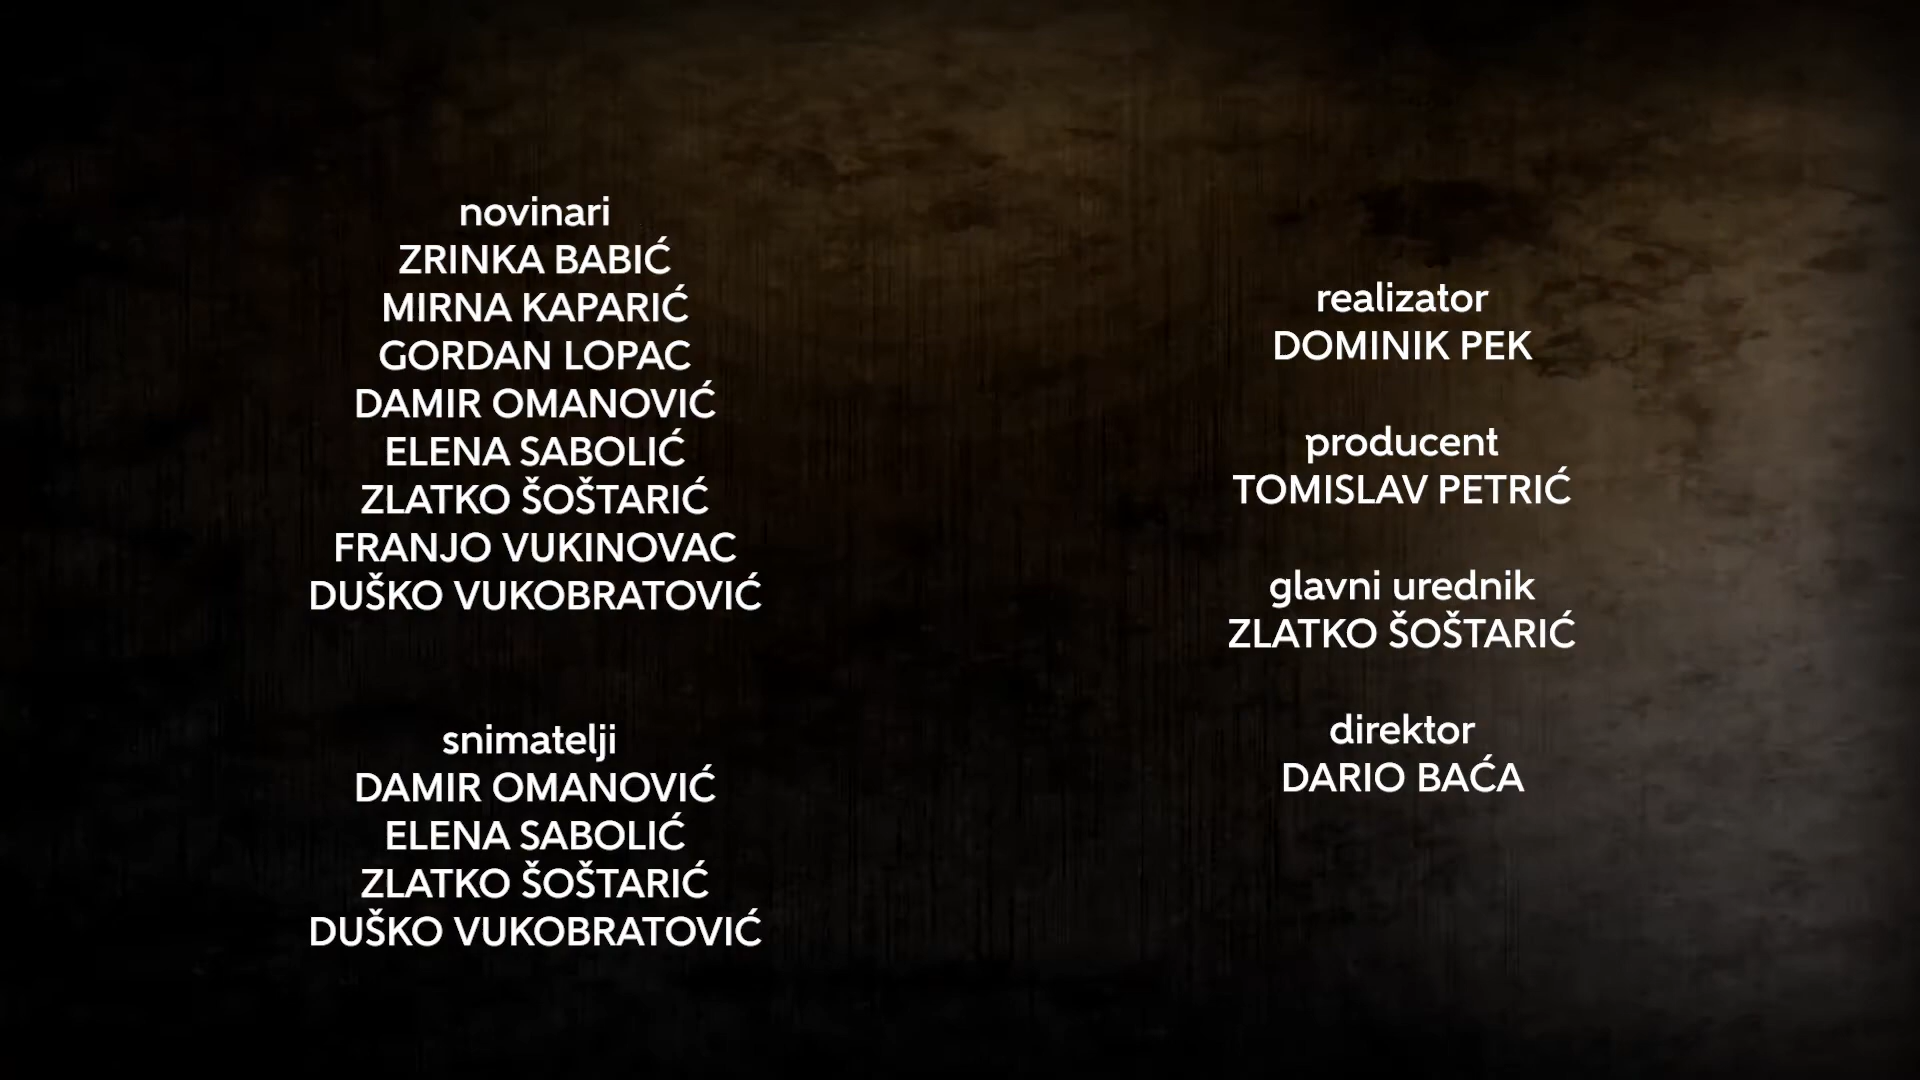 novinari
ZRINKA BABIĆ
MIRNA KAPARIĆ
GORDAN LOPAC
DAMIR OMANOVIĆ
ELENA SABOLIĆ
ZLATKO ŠOŠTARIĆ
FRANJO VUKINOVAC
DUŠKO VUKOBRATOVIĆ
snimatelji
DAMIR OMANOVIĆ
ELENA SABOLIĆ
ZLATKO ŠOŠTARIĆ
DUŠKO VUKOBRATOVIĆ
realizator
DOMINIK PEK
producent
TOMISLAV PETRIĆ
glavni urednik
ZLATKO ŠOŠTARIĆ
direktor
DARIO BAĆA